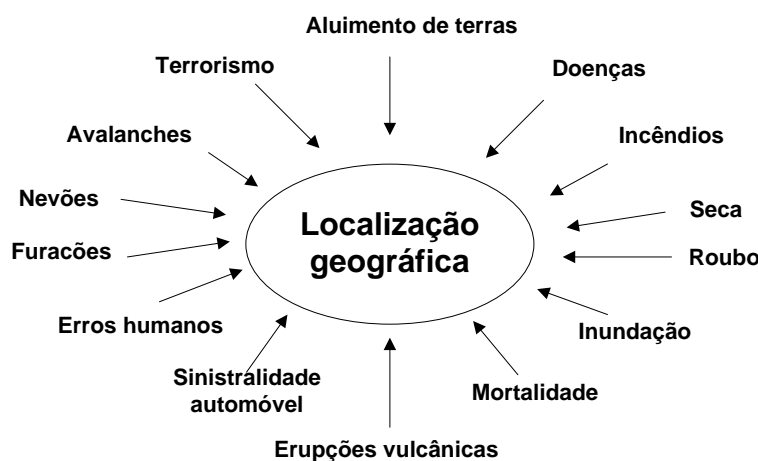 Aluimento de terras
Terrorismo
Doenças
Avalanches
Incêndios
Nevões
Seca
Localização
geográfica
Furacões
Roubo
Erros humanos
Inundação
Sinistralidade
automóvel
Mortalidade
Erupções vulcânicas